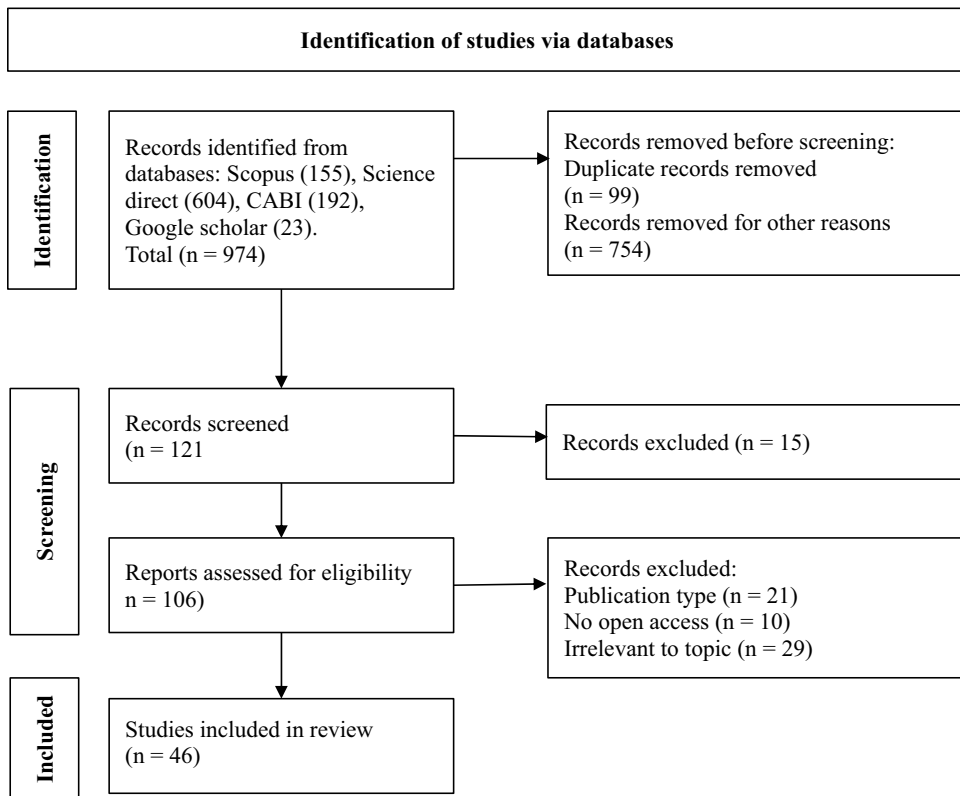 Identification of studies via databases
Identification
Records identified from
databases: Scopus (155), Science
direct (604), CABI (192),
Google scholar (23).
Total (n = 974)
Records removed before screening:
Duplicate records removed
(n = 99)
Records removed for other reasons
(n = 754)
Screening
Records screened
(n = 121
Records excluded (n = 15)
Reports assessed for eligibility
n = 106)
Records excluded:
Publication type (n = 21)
No open access (n = 10)
Irrelevant to topic (n = 29)
Included
Studies included in review
(n = 46)